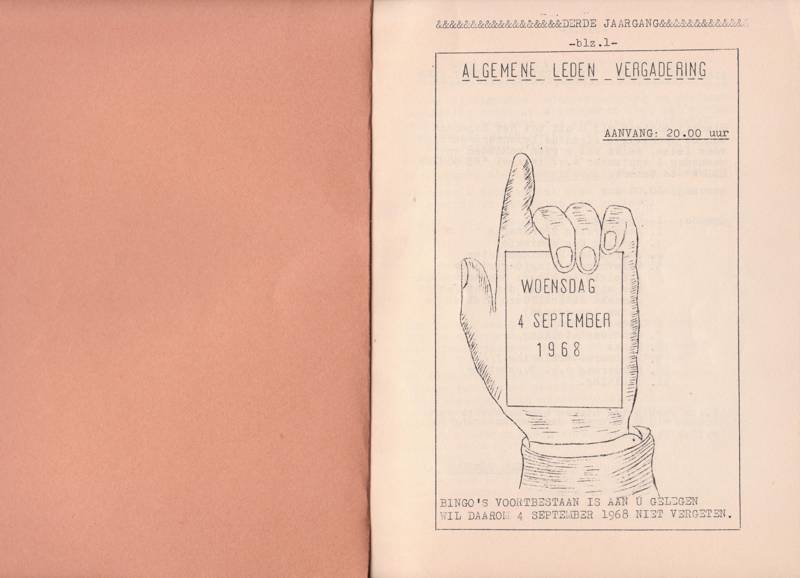 &&&&&&&&&&&&&&&&&&DERDE JAARGANG&&&&&&&&&&&&
-blz.1-
ALGEMENE LEDEN VERGADERING
AANVANG: 20.00 uur
WOENSDAG
4 SEPTEMBER
1968
BINGO'S VOORTBESTAAN IS AAN U GELEGEN
WIL DAAROM 4 SEPTEMBER 1968 NIET VERGETEN.